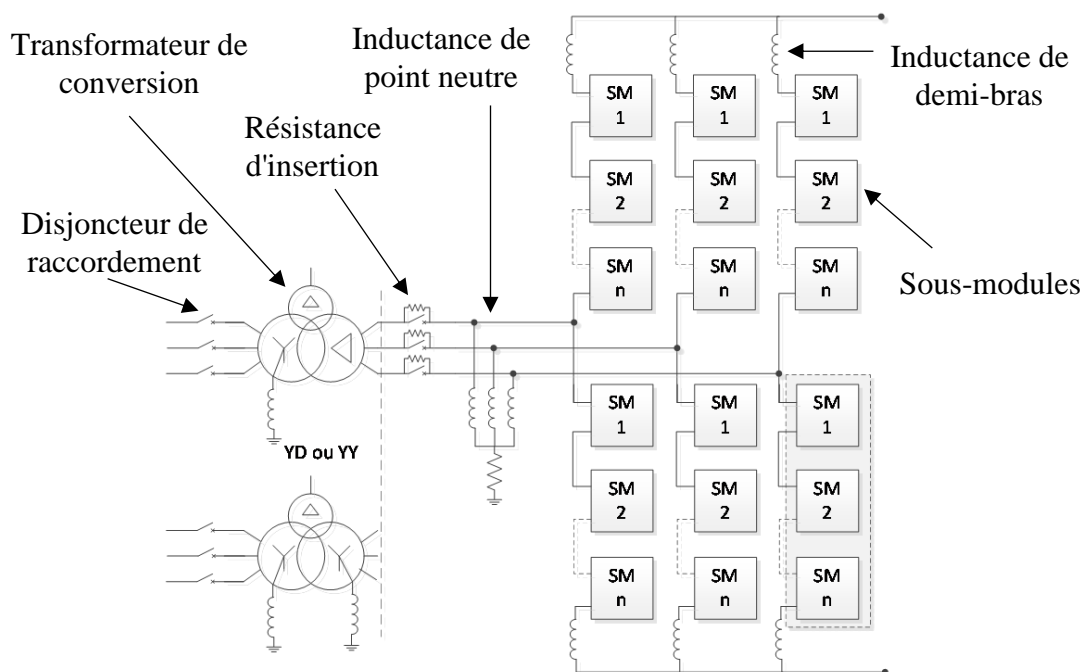 Transformateur de
conversion
Inductance de
point neutre
Inductance de
demi-bras
Résistance
d'insertion
Disjoncteur de
raccordement
Sous-modules
YD ou YY
SM
1
SM
1
SM
1
SM
2
SM
2
SM
2
SM
n
SM
n
SM
n
SM
1
SM
1
SM
1
SM
2
SM
2
SM
2
SM
n
SM
n
SM
n